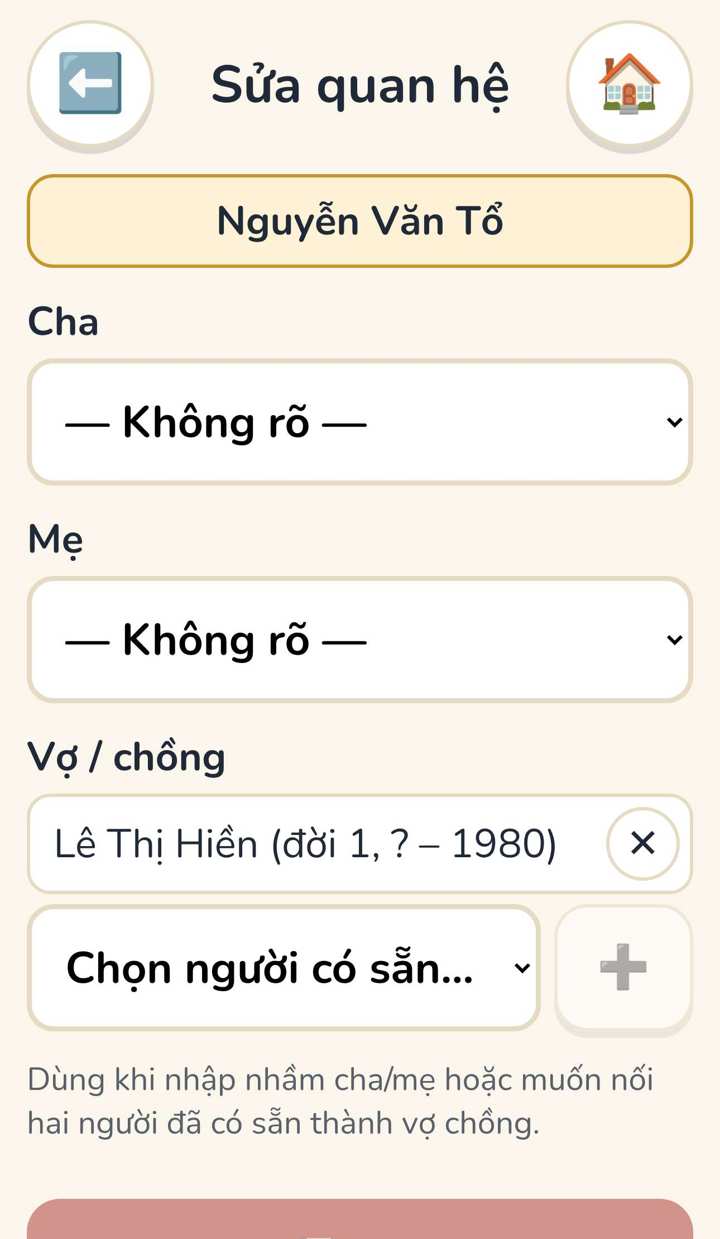 Sửa quan hệ
Nguyễn Văn Tổ
Cha
— Không rõ —
Mẹ
— Không rõ —
Vợ / chồng
Lê Thị Hiền (đời 1, ? – 1980)
Chọn người có sẵn...
Dùng khi nhập nhầm cha/mẹ hoặc muốn nối
hai người đã có sẵn thành vợ chồng.